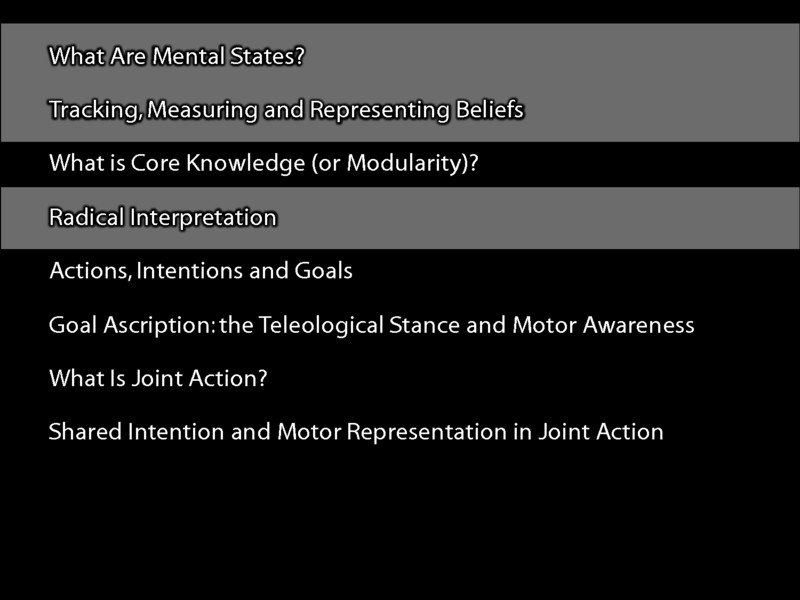 What Are Mental States?
Tracking, Measuring and Representing Beliefs
What is Core Knowledge (or Modularity)?
Radical Interpretation
Actions, Intentions and Goals
Goal Ascription: the Teleological Stance and Motor Awareness
What Is Joint Action?
Shared Intention and Motor Representation in Joint Action